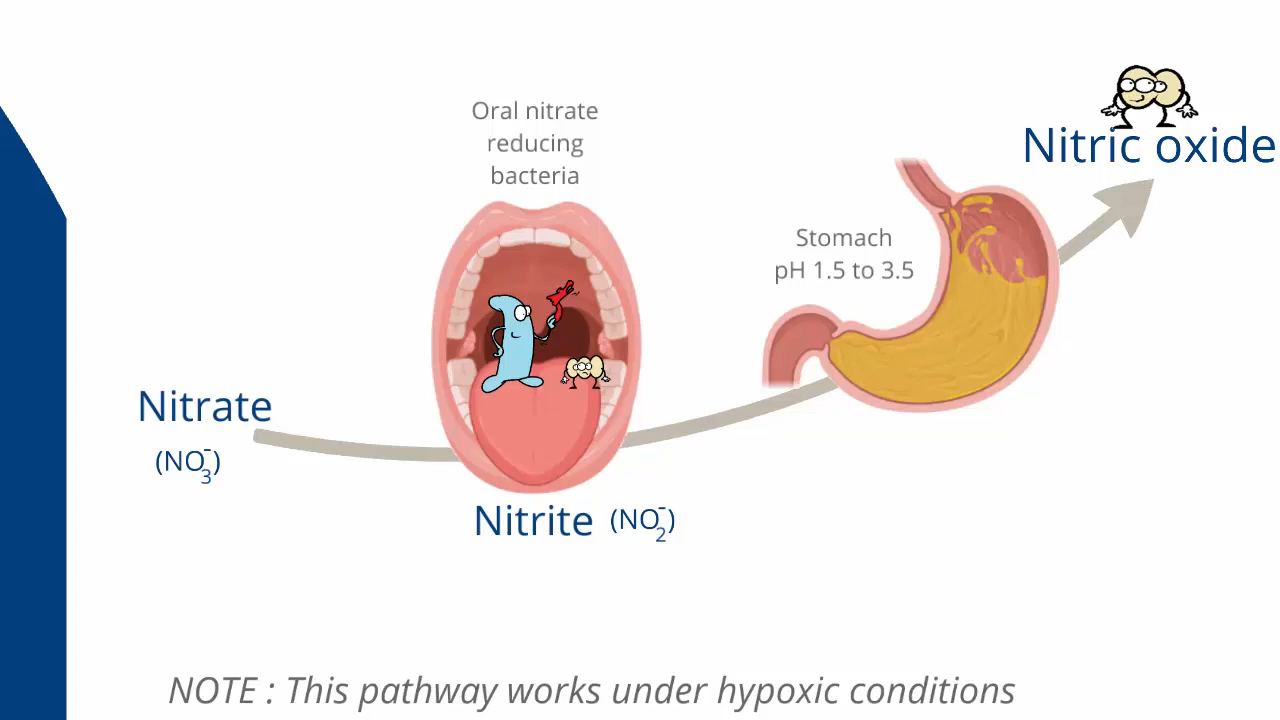 Oral nitrate
reducing
bacteria
Nitric oxide
Stomach
pH 1.5 to 3.5
Nitrate
(NO₃⁻)
Nitrite (NO₂⁻)
NOTE : This pathway works under hypoxic conditions